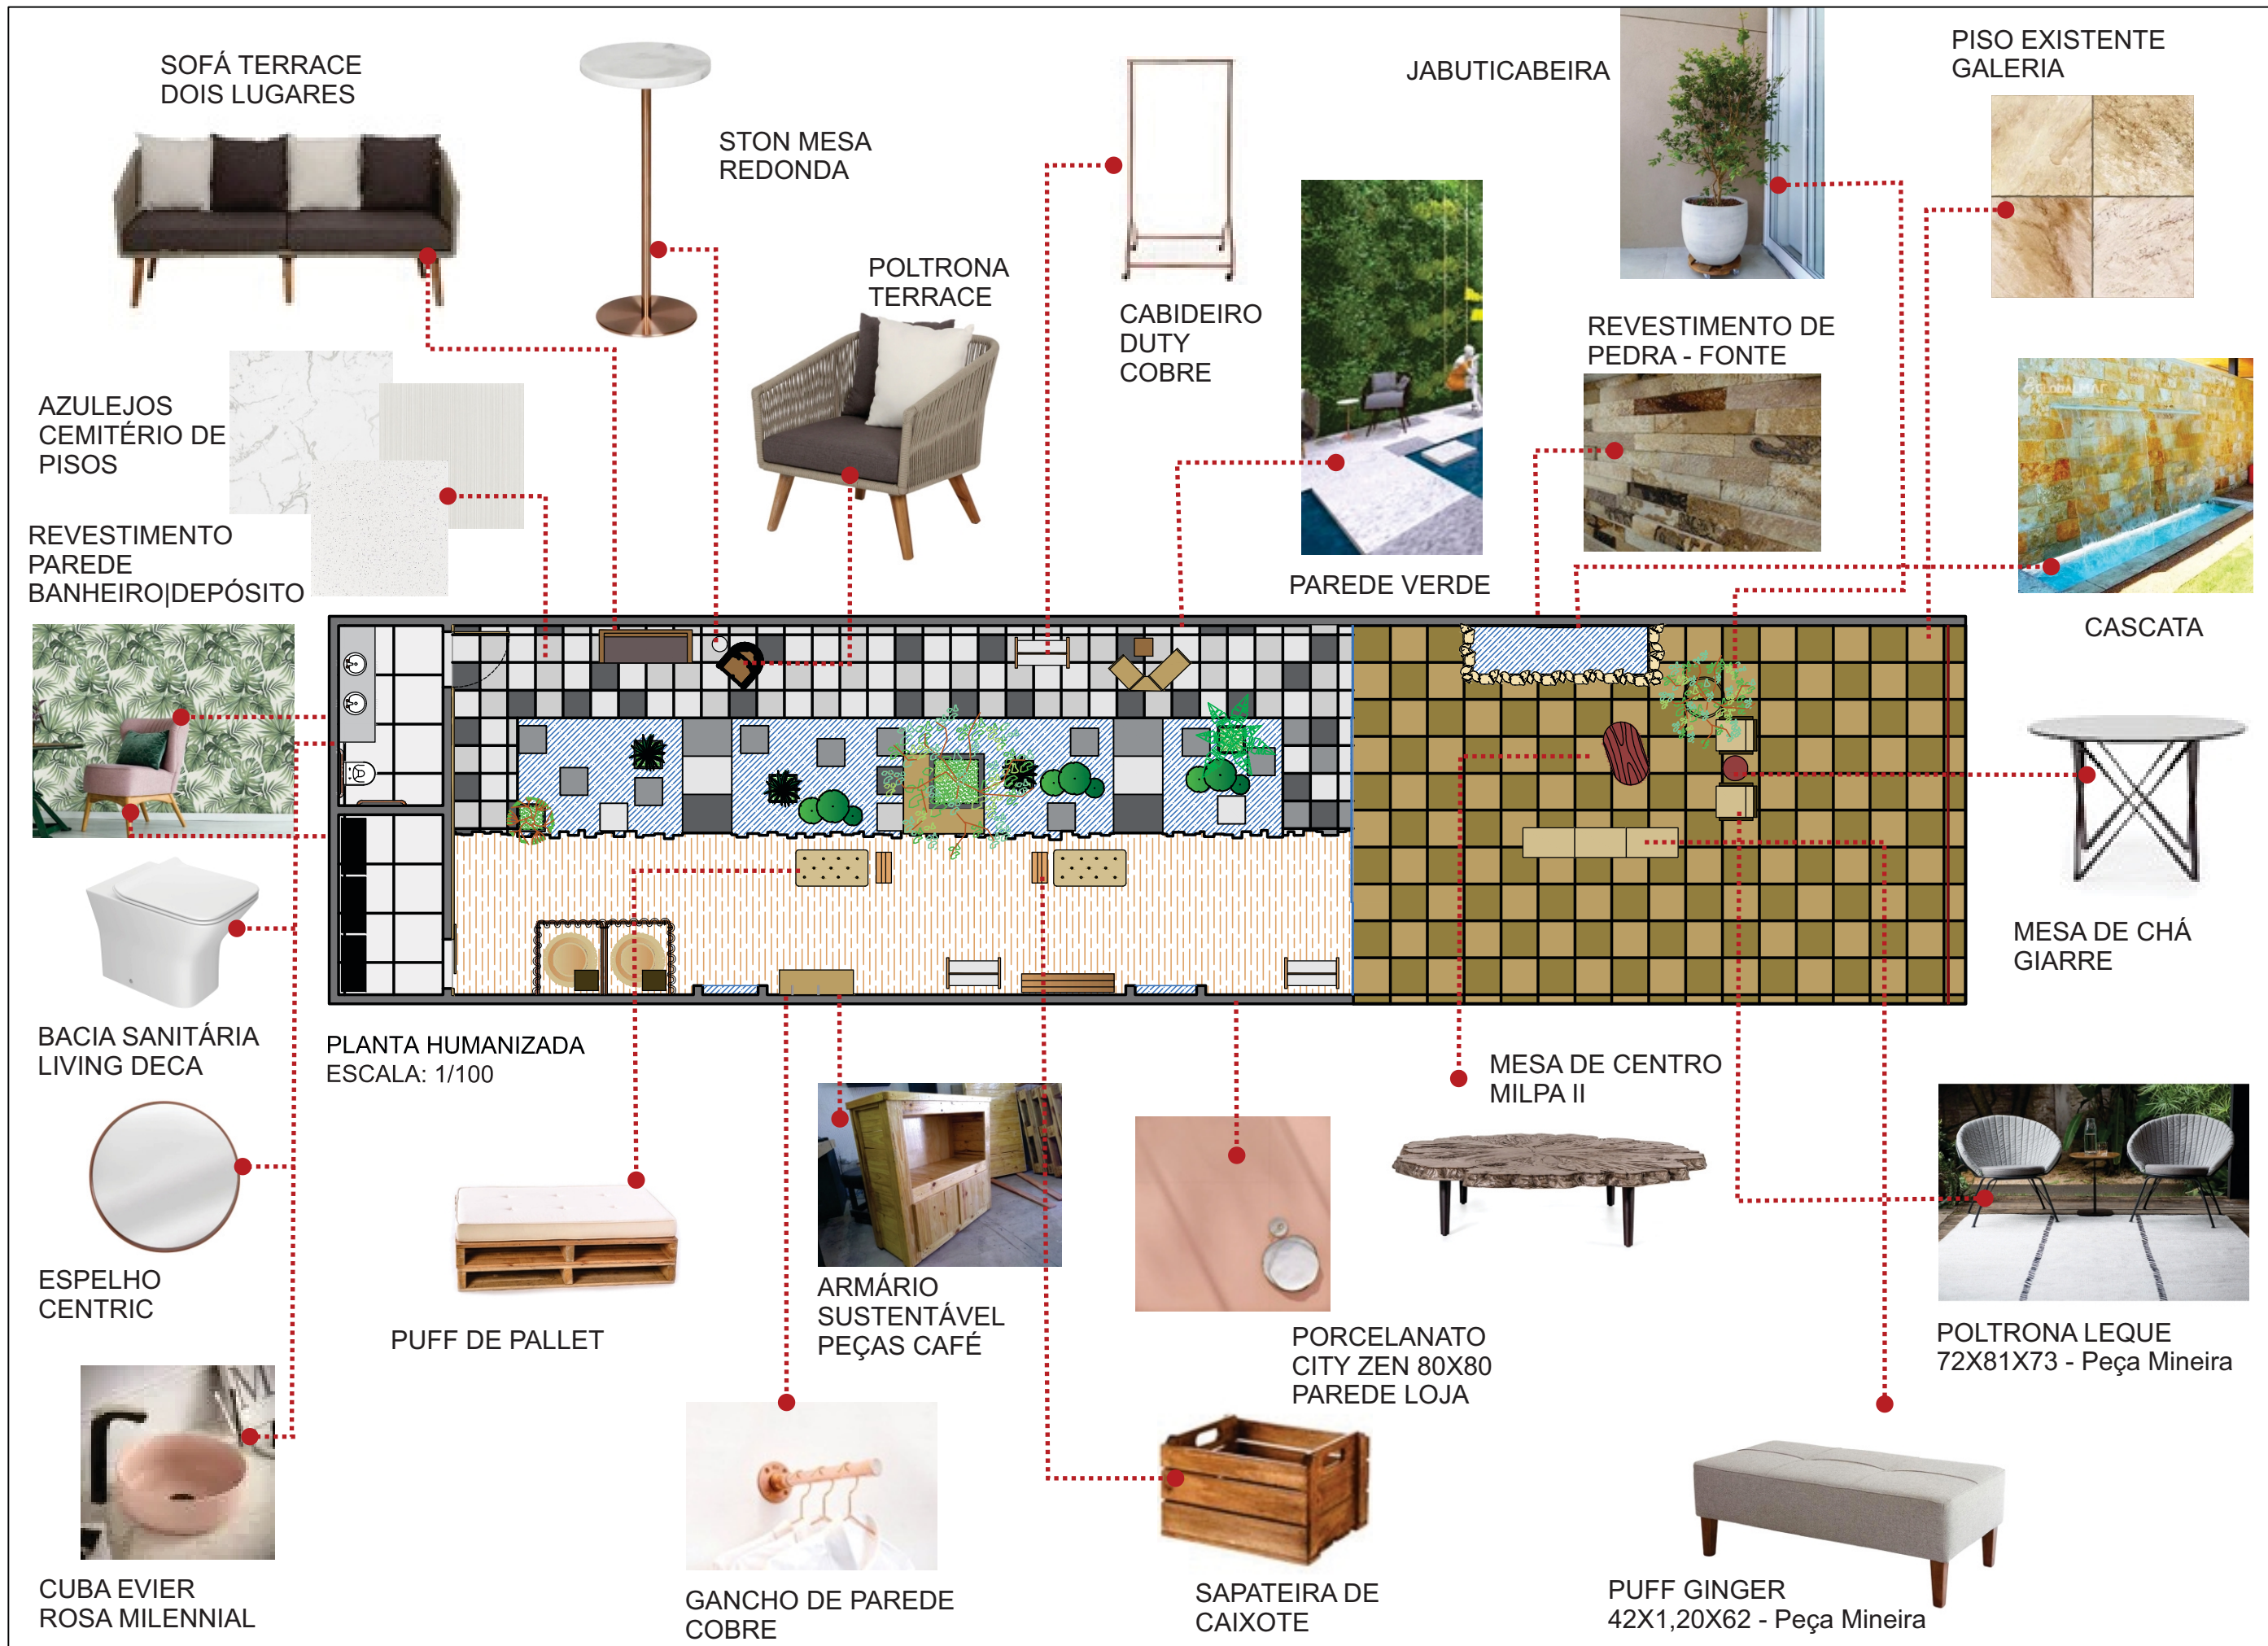 SOFÁ TERRACE
DOIS LUGARES
STON MESA
REDONDA
POLTRONA
TERRACE
CABIDEIRO
DUTY
COBRE
JABUTICABEIRA
PISO EXISTENTE
GALERIA
AZULEJOS
CEMITÉRIO DE
PISOS
REVESTIMENTO
PAREDE
BANHEIRO|DEPÓSITO
PAREDE VERDE
REVESTIMENTO DE
PEDRA - FONTE
CASCATA
BACIA SANITÁRIA
LIVING DECA
PLANTA HUMANIZADA
ESCALA: 1/100
MESA DE CHÁ
GIARRE
MESA DE CENTRO
MILPA II
ESPELHO
CENTRIC
PUFF DE PALLET
ARMÁRIO
SUSTENTÁVEL
PEÇAS CAFÉ
PORCELANATO
CITY ZEN 80X80
PAREDE LOJA
POLTRONA LEQUE
72X81X73 - Peça Mineira
CUBA EVIER
ROSA MILENNIAL
GANCHO DE PAREDE
COBRE
SAPATEIRA DE
CAIXOTE
PUFF GINGER
42X1,20X62 - Peça Mineira